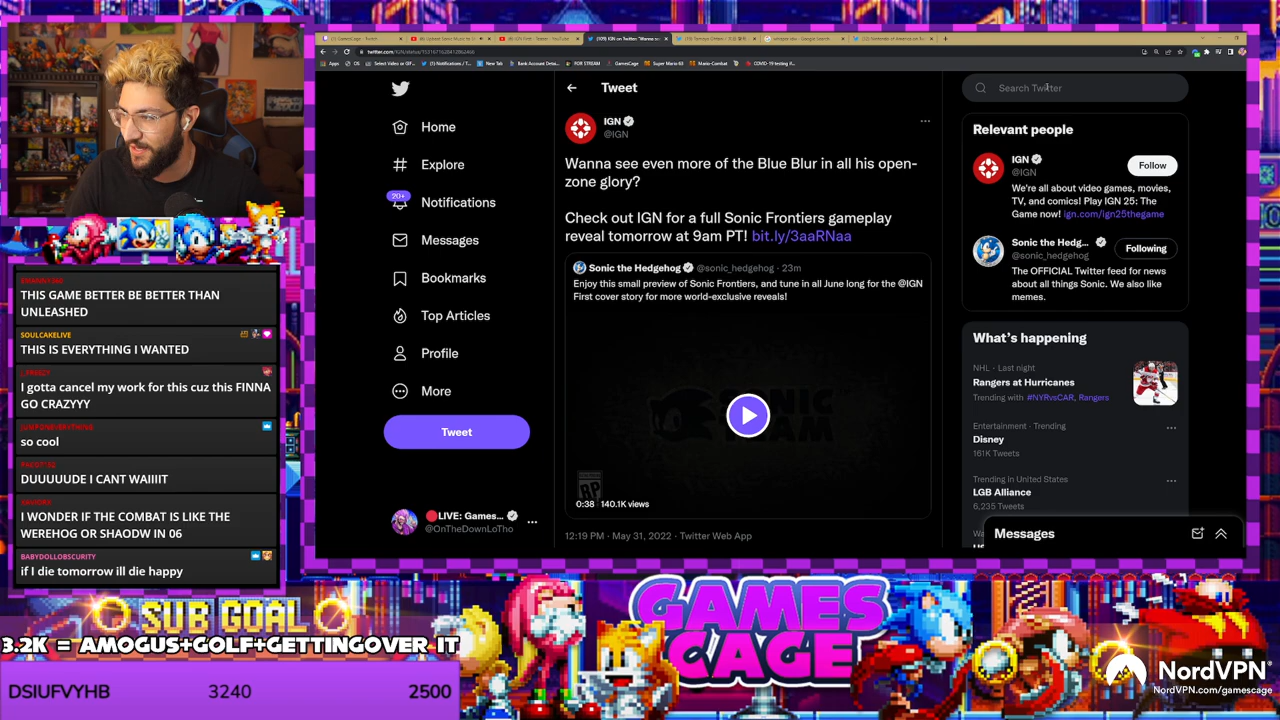 Tweet
Search Twitter
Home
Explore
20+
Notifications
Messages
Bookmarks
Top Articles
Profile
More
Tweet
LIVE: Games...
@OnTheDownLoTho
IGN
@IGN
Wanna see even more of the Blue Blur in all his open-
zone glory?
Check out IGN for a full Sonic Frontiers gameplay
reveal tomorrow at 9am PT! bit.ly/3aaRNaa
Sonic the Hedgehog @sonic_hedgehog · 23m
Enjoy this small preview of Sonic Frontiers, and tune in all June long for the @IGN
First cover story for more world-exclusive reveals!
SONIC
TEAM
RP
0:38 140.1K views
12:19 PM · May 31, 2022 · Twitter Web App
Relevant people
IGN
@IGN
Follow
We're all about video games, movies,
TV, and comics! Play IGN 25: The
Game now! ign.com/ign25thegame
Sonic the Hedg...
@sonic_hedgehog
Following
The OFFICIAL Twitter feed for news
about all things Sonic. We also like
memes.
What's happening
NHL · Last night
Rangers at Hurricanes
Trending with #NYRvsCAR, Rangers
Entertainment · Trending
Disney
161K Tweets
Trending in United States
LGB Alliance
6,235 Tweets
Messages
THIS GAME BETTER BE BETTER THAN
UNLEASHED
SOULCAKELIVE
THIS IS EVERYTHING I WANTED
I gotta cancel my work for this cuz this FINNA
GO CRAZYYY
JUMPONEVERYTHING
so cool
DUUUUUDE I CANT WAIIIIT
I WONDER IF THE COMBAT IS LIKE THE
WEREHOG OR SHAODW IN 06
BABYDOLLOBSCURITY
if I die tomorrow ill die happy
SUB GOAL
3.2K = AMOGUS+GOLF+GETTINGOVER IT
DSIUFVYHB 3240 2500
GAMES
CAGE
NordVPN
NordVPN.com/gamescage